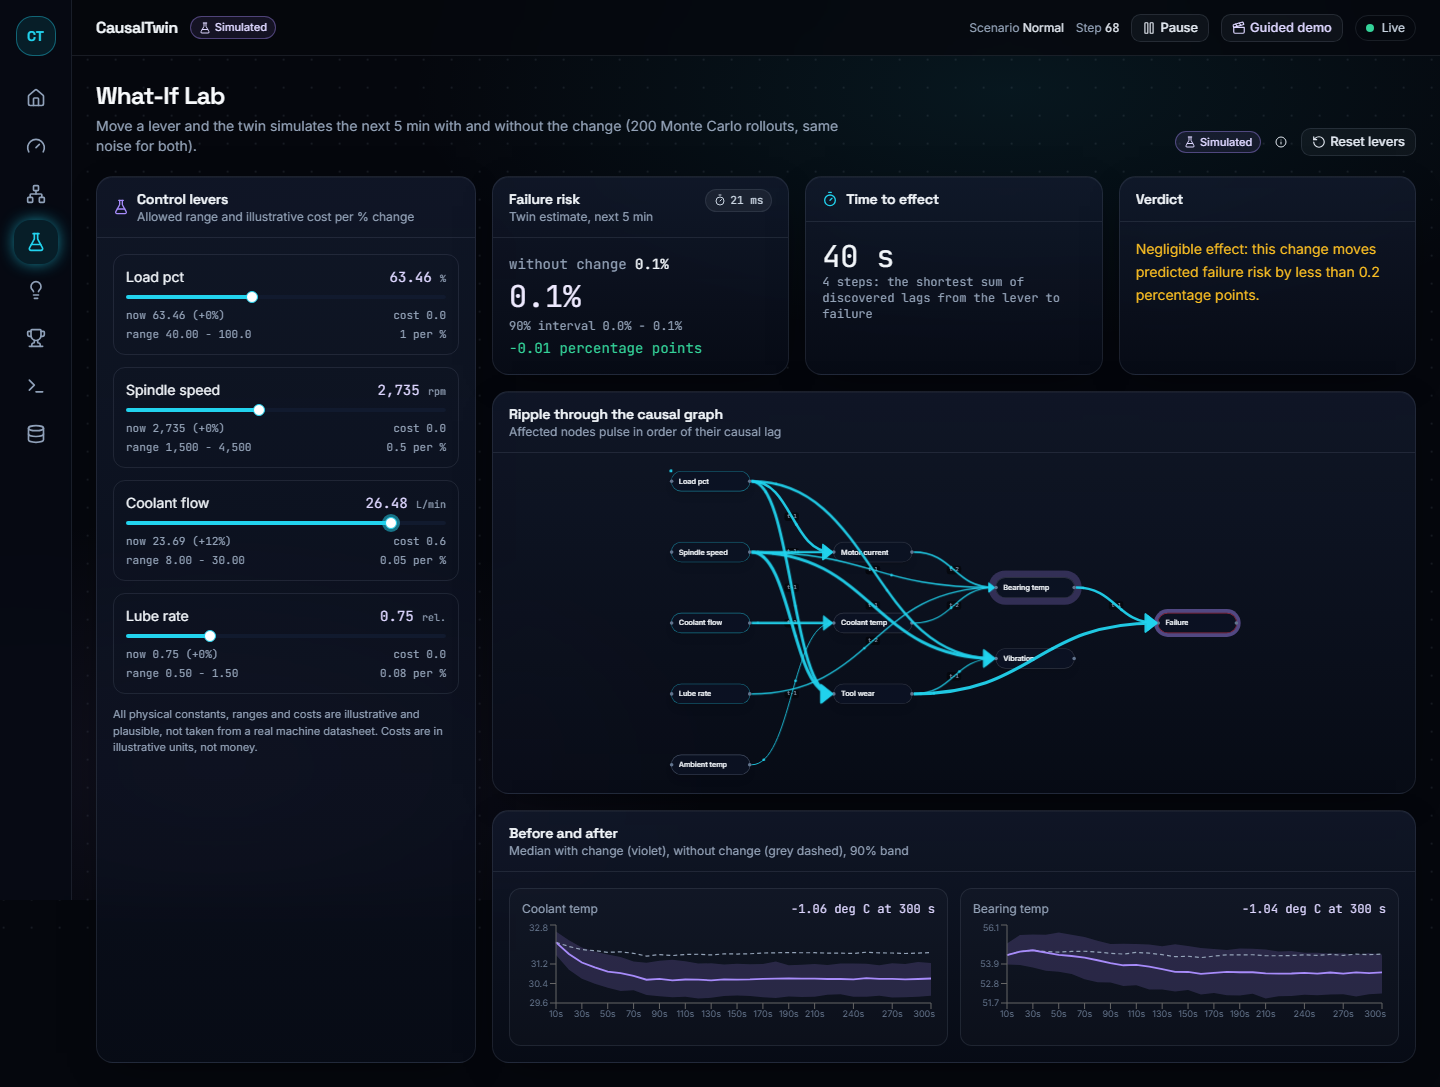 CT
CausalTwin
Simulated
Scenario Normal
Step 68
Pause
Guided demo
Live
What-If Lab
Move a lever and the twin simulates the next 5 min with and without the change (200 Monte Carlo rollouts, same
noise for both).
Simulated
Reset levers
Control levers
Allowed range and illustrative cost per % change
Load pct
63.46 %
now 63.46 (+0%)
cost 0.0
range 40.00 - 100.0
1 per %
Spindle speed
2,735 rpm
now 2,735 (+0%)
cost 0.0
range 1,500 - 4,500
0.5 per %
Coolant flow
26.48 L/min
now 23.69 (+12%)
cost 0.6
range 8.00 - 30.00
0.05 per %
Lube rate
0.75 rel.
now 0.75 (+0%)
cost 0.0
range 0.50 - 1.50
0.08 per %
All physical constants, ranges and costs are illustrative and
plausible, not taken from a real machine datasheet. Costs are in
illustrative units, not money.
Failure risk
Twin estimate, next 5 min
21 ms
without change 0.1%
0.1%
90% interval 0.0% - 0.1%
-0.01 percentage points
Time to effect
40 s
4 steps: the shortest sum of
discovered lags from the lever to
failure
Verdict
Negligible effect: this change moves
predicted failure risk by less than 0.2
percentage points.
Ripple through the causal graph
Affected nodes pulse in order of their causal lag
Load pct
Spindle speed
Motor current
Bearing temp
Coolant flow
Coolant temp
Failure
Vibration
Lube rate
Tool wear
Ambient temp
Before and after
Median with change (violet), without change (grey dashed), 90% band
Coolant temp
-1.06 deg C at 300 s
32.8
31.2
30.4
29.6
10s 30s 50s 70s 90s 110s 130s 150s 170s 190s 210s 240s 270s 300s
Bearing temp
-1.04 deg C at 300 s
56.1
53.9
52.8
51.7
10s 30s 50s 70s 90s 110s 130s 150s 170s 190s 210s 240s 270s 300s